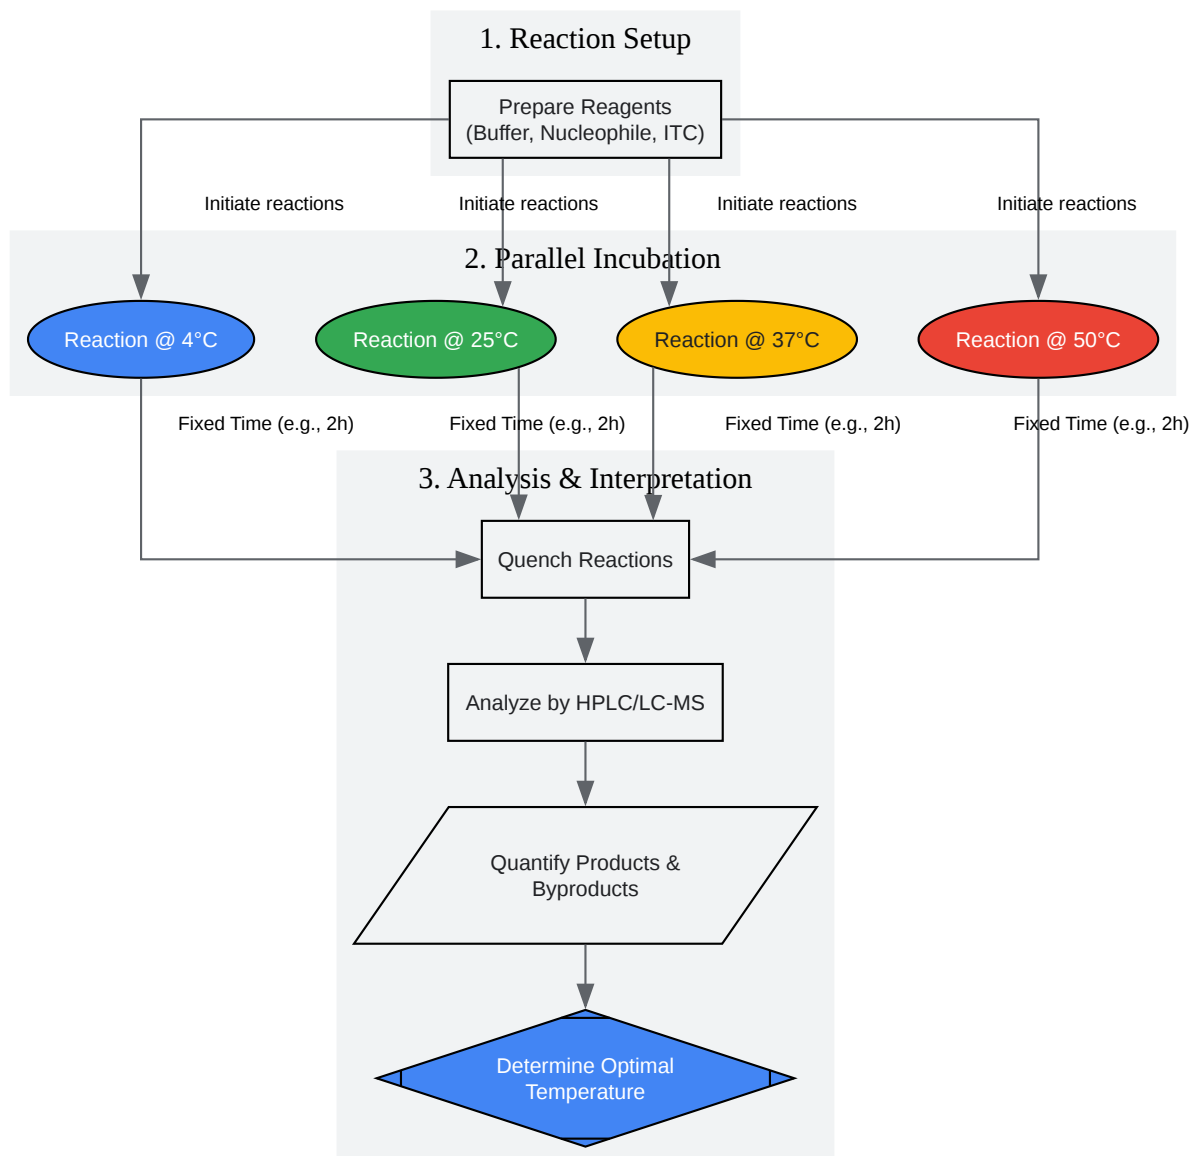 1. Reaction Setup
Prepare Reagents
(Buffer, Nucleophile, ITC)
Initiate reactions
Initiate reactions
Initiate reactions
Initiate reactions
2. Parallel Incubation
Reaction @ 4°C
Reaction @ 25°C
Reaction @ 37°C
Reaction @ 50°C
Fixed Time (e.g., 2h)
Fixed Time (e.g., 2h)
Fixed Time (e.g., 2h)
Fixed Time (e.g., 2h)
3. Analysis & Interpretation
Quench Reactions
Analyze by HPLC/LC-MS
Quantify Products &
Byproducts
Determine Optimal
Temperature